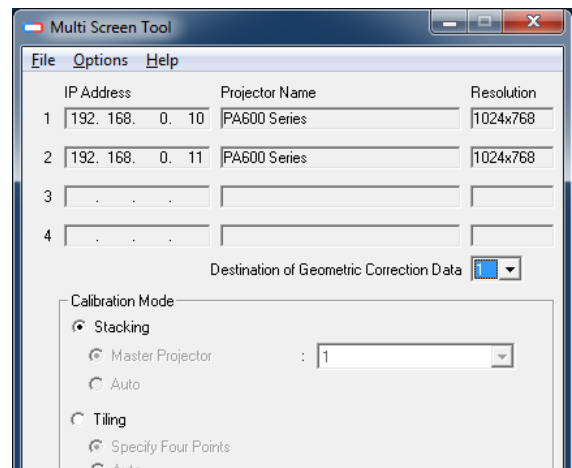 Multi Screen Tool
File Options Help
IP Address Projector Name Resolution
1 192. 168. 0. 10 PA600 Series 1024x768
2 192. 168. 0. 11 PA600 Series 1024x768
3 . . .
4 . . .
Destination of Geometric Correction Data 1
Calibration Mode
Stacking
Master Projector : 1
Auto
Tiling
Specify Four Points